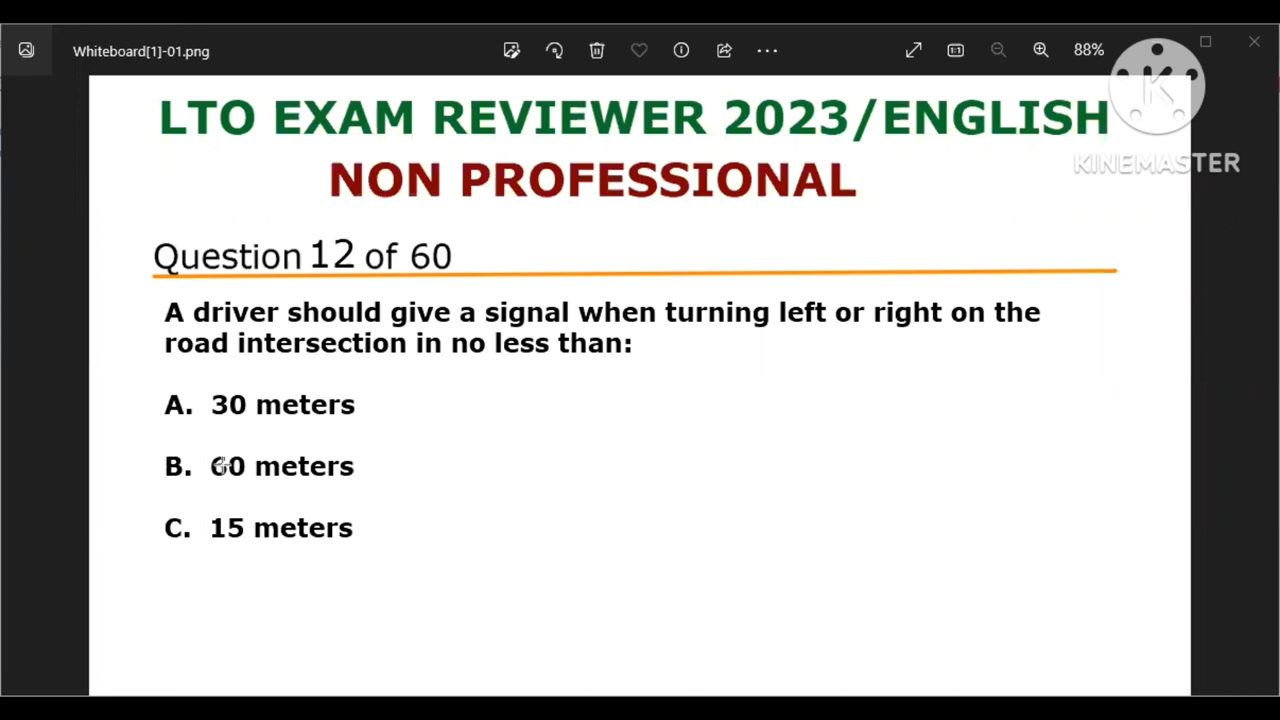 Whiteboard[1]-01.png
88%
KINEMASTER
LTO EXAM REVIEWER 2023/ENGLISH
NON PROFESSIONAL
Question 12 of 60
A driver should give a signal when turning left or right on the
road intersection in no less than:
A. 30 meters
B. 60 meters
C. 15 meters